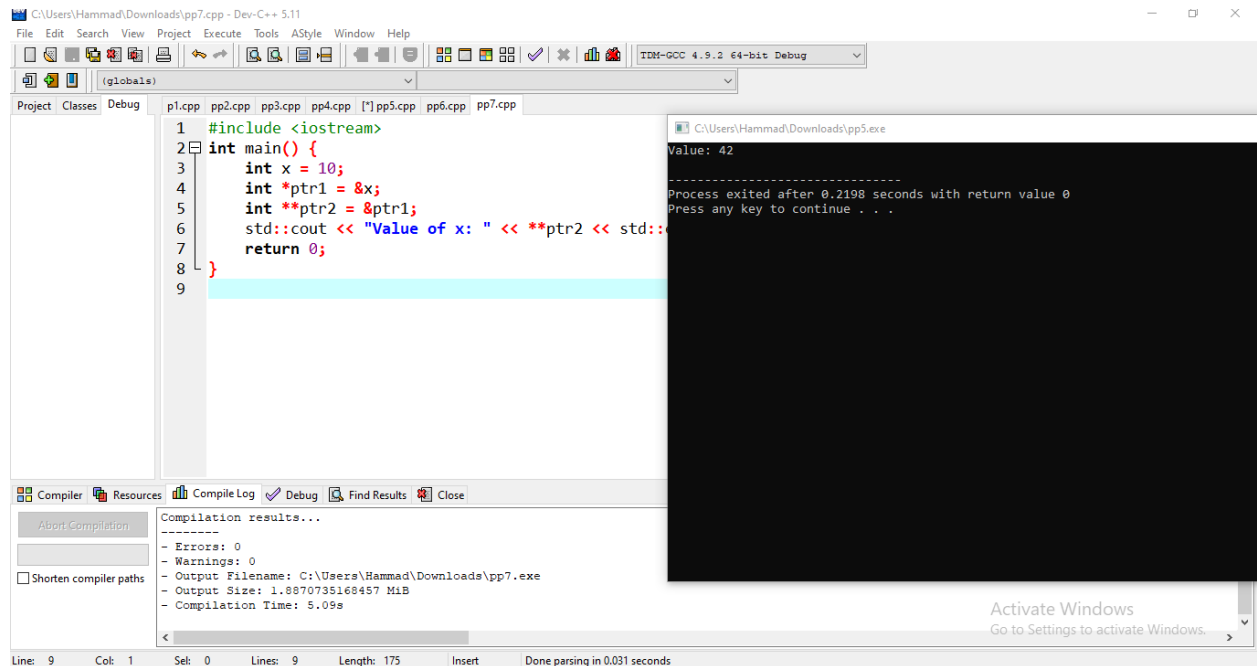 C:\Users\Hammad\Downloads\pp7.cpp - Dev-C++ 5.11
File Edit Search View Project Execute Tools AStyle Window Help
TDM-GCC 4.9.2 64-bit Debug
(globals)
Project Classes Debug
p1.cpp pp2.cpp pp3.cpp pp4.cpp [*] pp5.cpp pp6.cpp pp7.cpp
1 #include <iostream>
2 int main() {
3 int x = 10;
4 int *ptr1 = &x;
5 int **ptr2 = &ptr1;
6 std::cout << "Value of x: " << **ptr2 << std::
7 return 0;
8 }
9
C:\Users\Hammad\Downloads\pp5.exe
Value: 42
--------------------------------
Process exited after 0.2198 seconds with return value 0
Press any key to continue . . .
Compiler Resources Compile Log Debug Find Results Close
Abort Compilation
Shorten compiler paths
Compilation results...
--------
- Errors: 0
- Warnings: 0
- Output Filename: C:\Users\Hammad\Downloads\pp7.exe
- Output Size: 1.8870735168457 MiB
- Compilation Time: 5.09s
Activate Windows
Go to Settings to activate Windows.
Line: 9 Col: 1 Sel: 0 Lines: 9 Length: 175 Insert Done parsing in 0.031 seconds